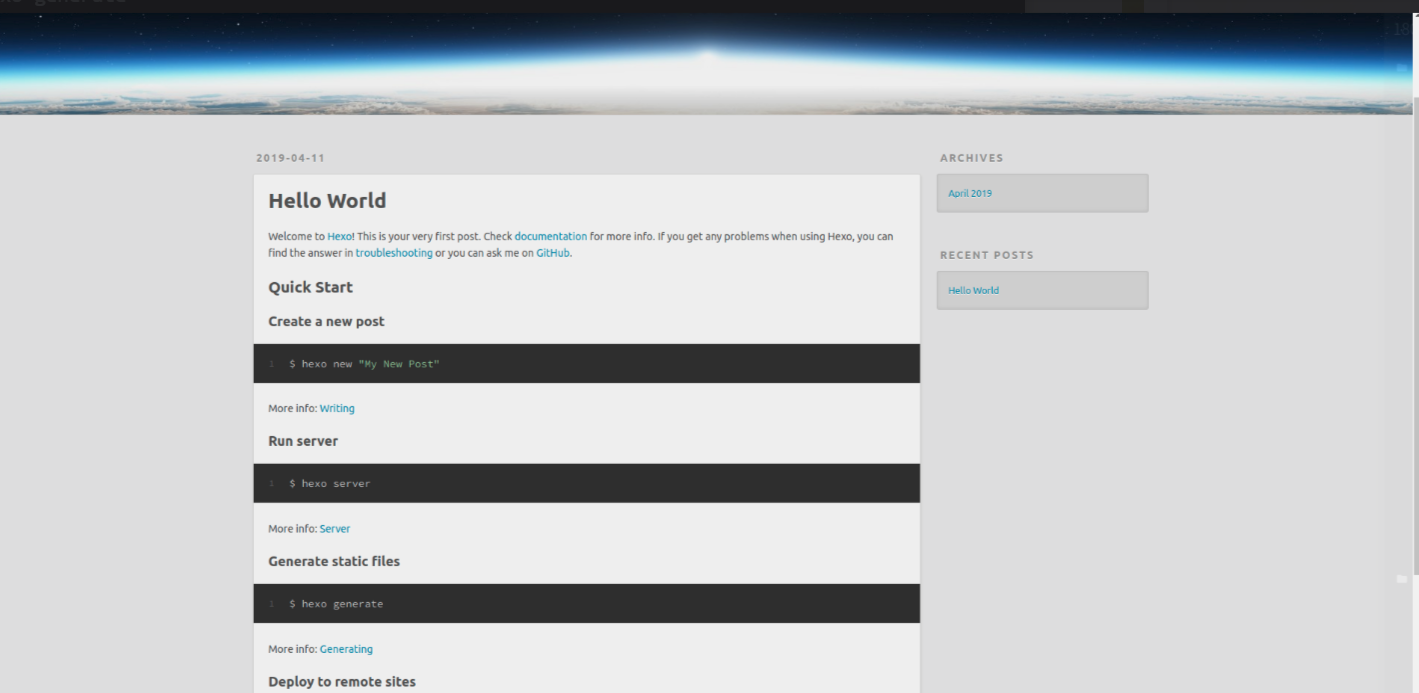 2019-04-11
Hello World
Welcome to Hexo! This is your very first post. Check documentation for more info. If you get any problems when using Hexo, you can
find the answer in troubleshooting or you can ask me on GitHub.
Quick Start
Create a new post
1 $ hexo new "My New Post"
More info: Writing
Run server
1 $ hexo server
More info: Server
Generate static files
1 $ hexo generate
More info: Generating
Deploy to remote sites
ARCHIVES
April 2019
RECENT POSTS
Hello World